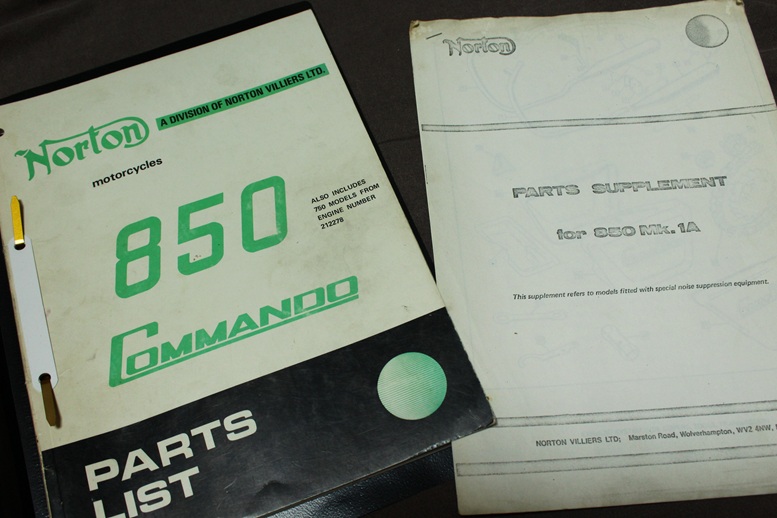 Norton
A DIVISION OF NORTON VILLIERS LTD.
motorcycles
850
ALSO INCLUDES
750 MODELS FROM
ENGINE NUMBER
212278
COMMANDO
PARTS
LIST
Norton
PARTS SUPPLEMENT
for 850 Mk. 1A
This supplement refers to models fitted with special noise suppression equipment.
NORTON VILLIERS LTD; Marston Road, Wolverhampton, WV2 4NW,